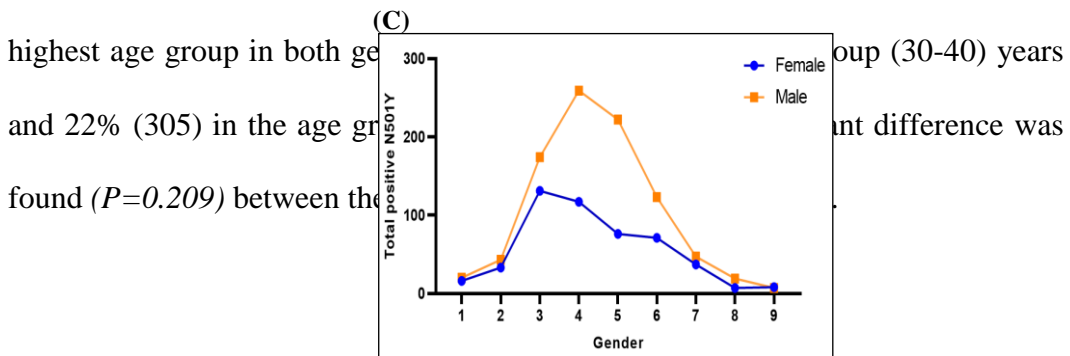 (C)
highest age group in both ge oup (30-40) years
and 22% (305) in the age gr ant difference was
found (P=0.209) between the .
300
200
100
0
Total positive N501Y
Female
Male
1 2 3 4 5 6 7 8 9
Gender